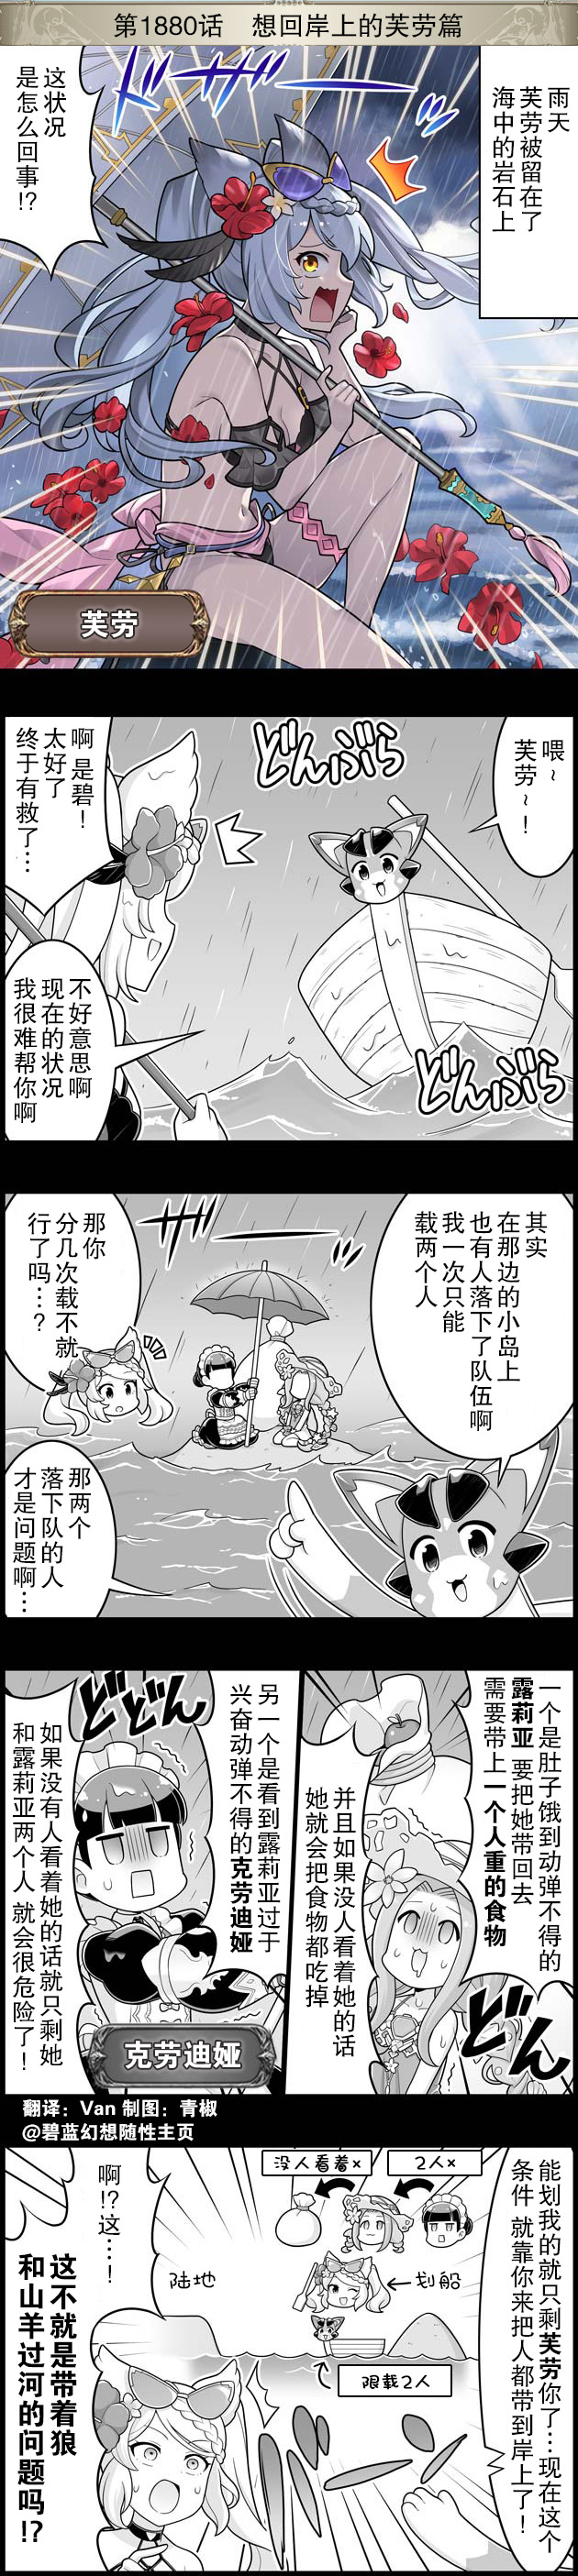 第1880话　想回岸上的芙劳篇
雨天
芙劳被留在了
海中的岩石上
这状况
是怎么回事!?
ドドーン
芙劳
喂~
芙劳~!
どんぶら
啊 是碧!
太好了
终于有救了…
どんぶら
不好意思啊
现在的状况
我很难帮你啊
其实
在那边的小岛上
也有人落下了队伍啊
我一次只能
载两个人
那你
分几次载不就
行了吗…?
那两个
落下队的人
才是问题啊…
一个是肚子饿到动弹不得的
露莉亚 要把她带回去
需要带上一个人重的食物
并且如果没人看着她的话
她就会把食物都吃掉
どん
另一个是看到露莉亚过于
兴奋动弹不得的克劳迪娅
どどん
如果没有人看着她的话就只剩她
和露莉亚两个人 就会很危险了!
克劳迪娅
翻译：Van 制图：青椒
@碧蓝幻想随性主页
能划我的就只剩芙劳你了…现在这个
条件 就靠你来把人都带到岸上了!
没人看着×
2人×
陆地
←划船
限载2人
啊!?这…!
这不就是带着狼
和山羊过河的问题吗!?